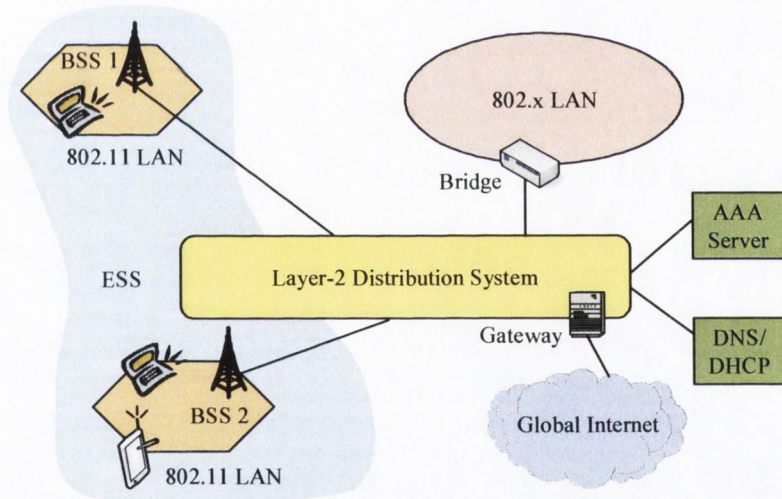 BSS 1
802.11 LAN
802.x LAN
Bridge
AAA
Server
ESS
Layer-2 Distribution System
Gateway
DNS/
DHCP
BSS 2
Global Internet
802.11 LAN